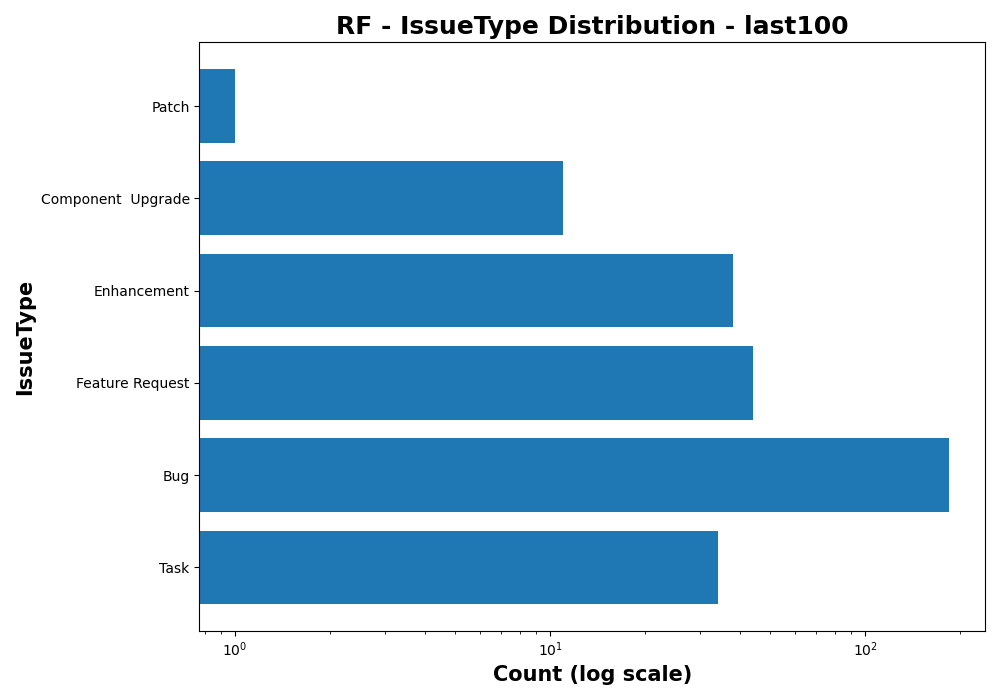 RF - IssueType Distribution - last100
Patch
Component  Upgrade
Enhancement
Feature Request
Bug
Task
IssueType
10⁰
10¹
10²
Count (log scale)